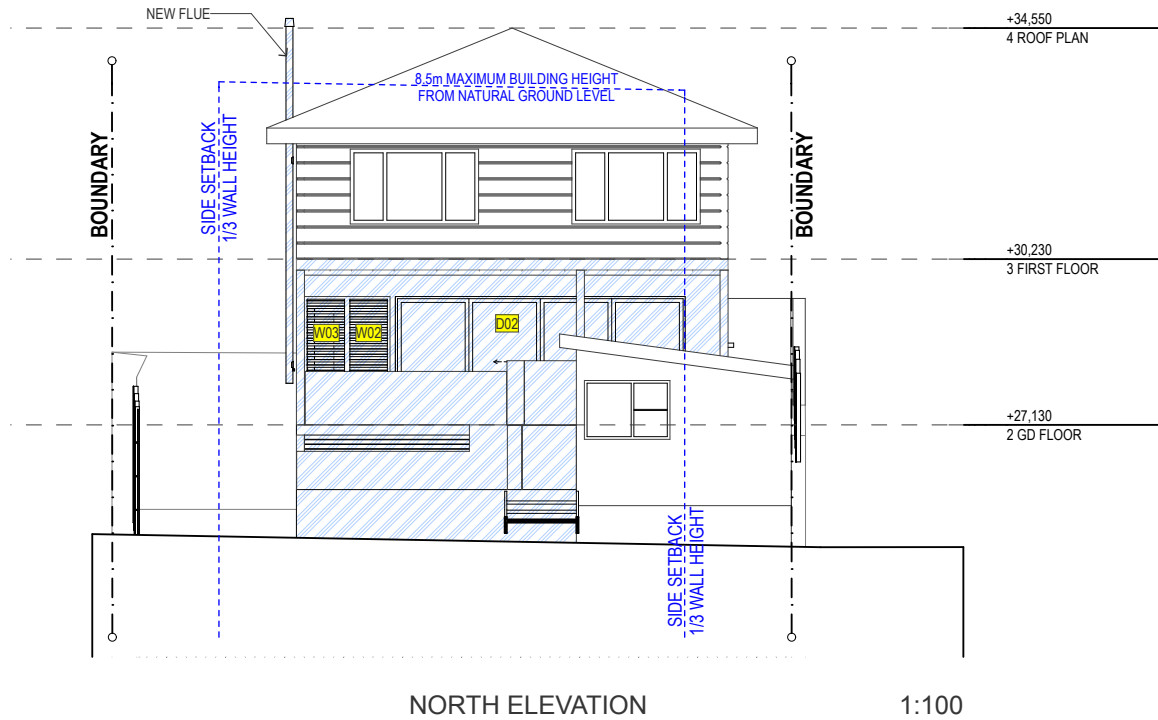 NEW FLUE
+34,550
4 ROOF PLAN
8.5m MAXIMUM BUILDING HEIGHT
FROM NATURAL GROUND LEVEL
BOUNDARY
SIDE SETBACK
1/3 WALL HEIGHT
BOUNDARY
+30,230
3 FIRST FLOOR
W03
W02
D02
+27,130
2 GD FLOOR
SIDE SETBACK
1/3 WALL HEIGHT
NORTH ELEVATION
1:100